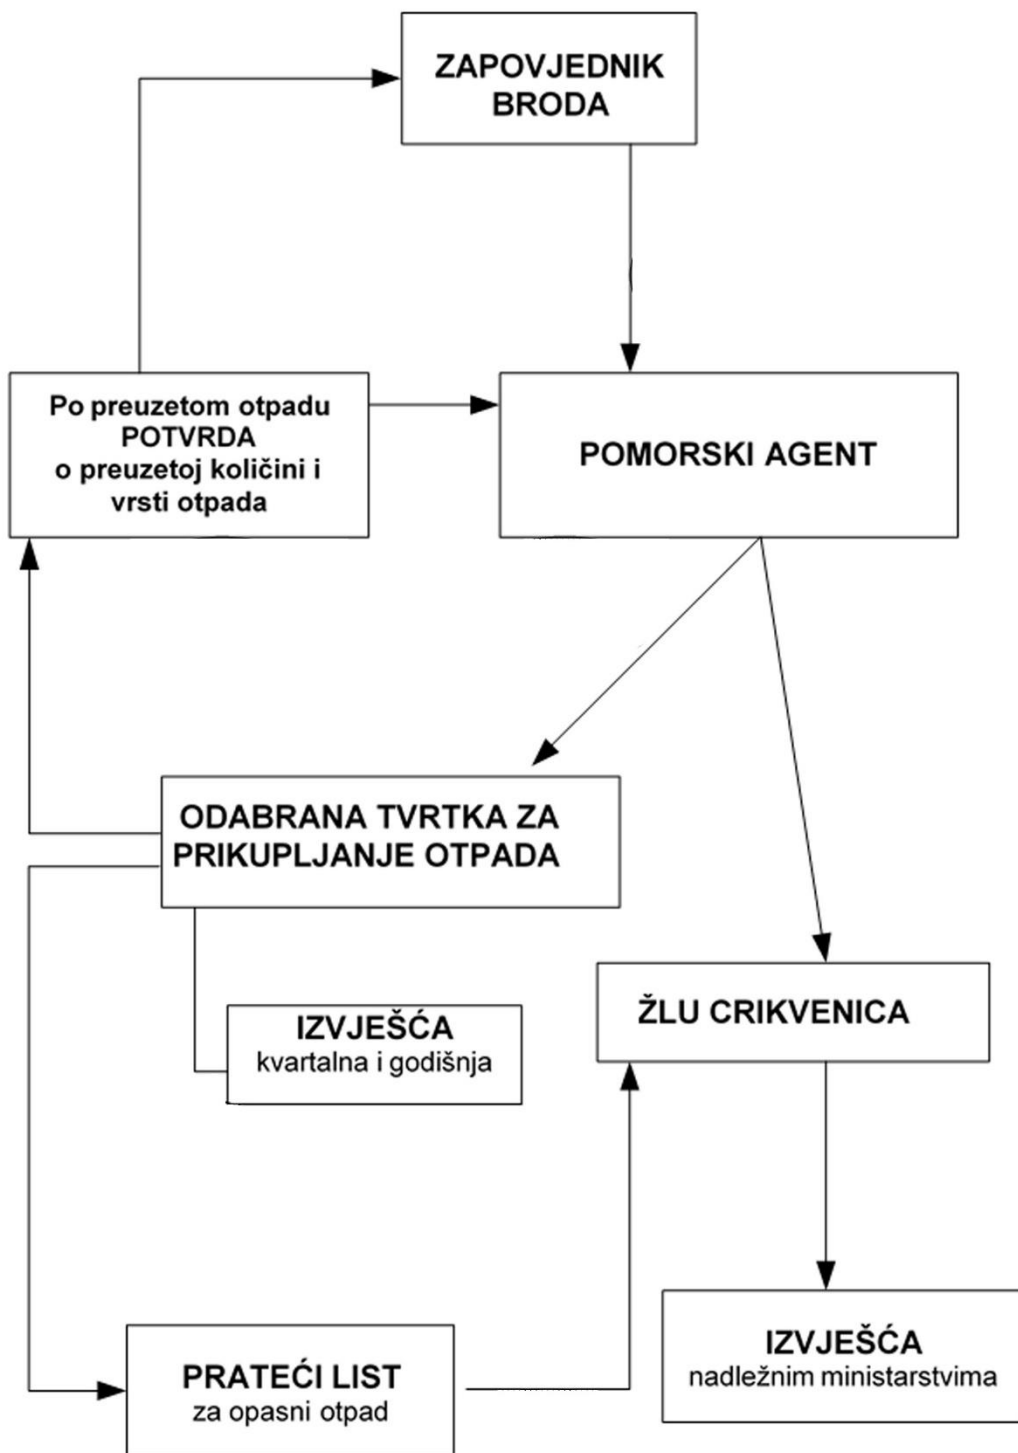 ZAPOVJEDNIK
BRODA
Po preuzetom otpadu
POTVRDA
o preuzetoj količini i
vrsti otpada
POMORSKI AGENT
ODABRANA TVRTKA ZA
PRIKUPLJANJE OTPADA
IZVJEŠĆA
kvartalna i godišnja
ŽLU CRIKVENICA
PRATEĆI LIST
za opasni otpad
IZVJEŠĆA
nadležnim ministarstvima